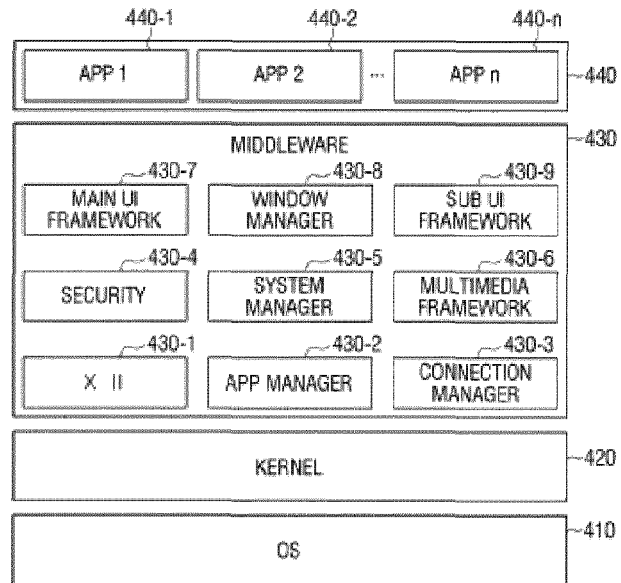 440-1 440-2 440-n
APP 1 APP 2 ... APP n 440
MIDDLEWARE 430
430-7 430-8 430-9
MAIN UI FRAMEWORK WINDOW MANAGER SUB UI FRAMEWORK
430-4 430-5 430-6
SECURITY SYSTEM MANAGER MULTIMEDIA FRAMEWORK
430-1 430-2 430-3
X II APP MANAGER CONNECTION MANAGER
KERNEL 420
OS 410